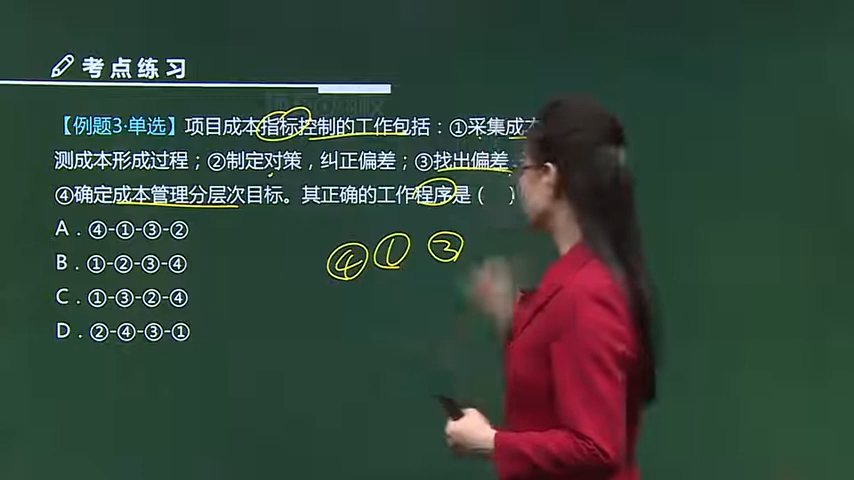 考点练习
【例题3·单选】项目成本指标控制的工作包括：①采集成
测成本形成过程；②制定对策，纠正偏差；③找出偏差
④确定成本管理分层次目标。其正确的工作程序是（ ）
A．④-①-③-②
④ ① ③
B．①-②-③-④
C．①-③-②-④
D．②-④-③-①